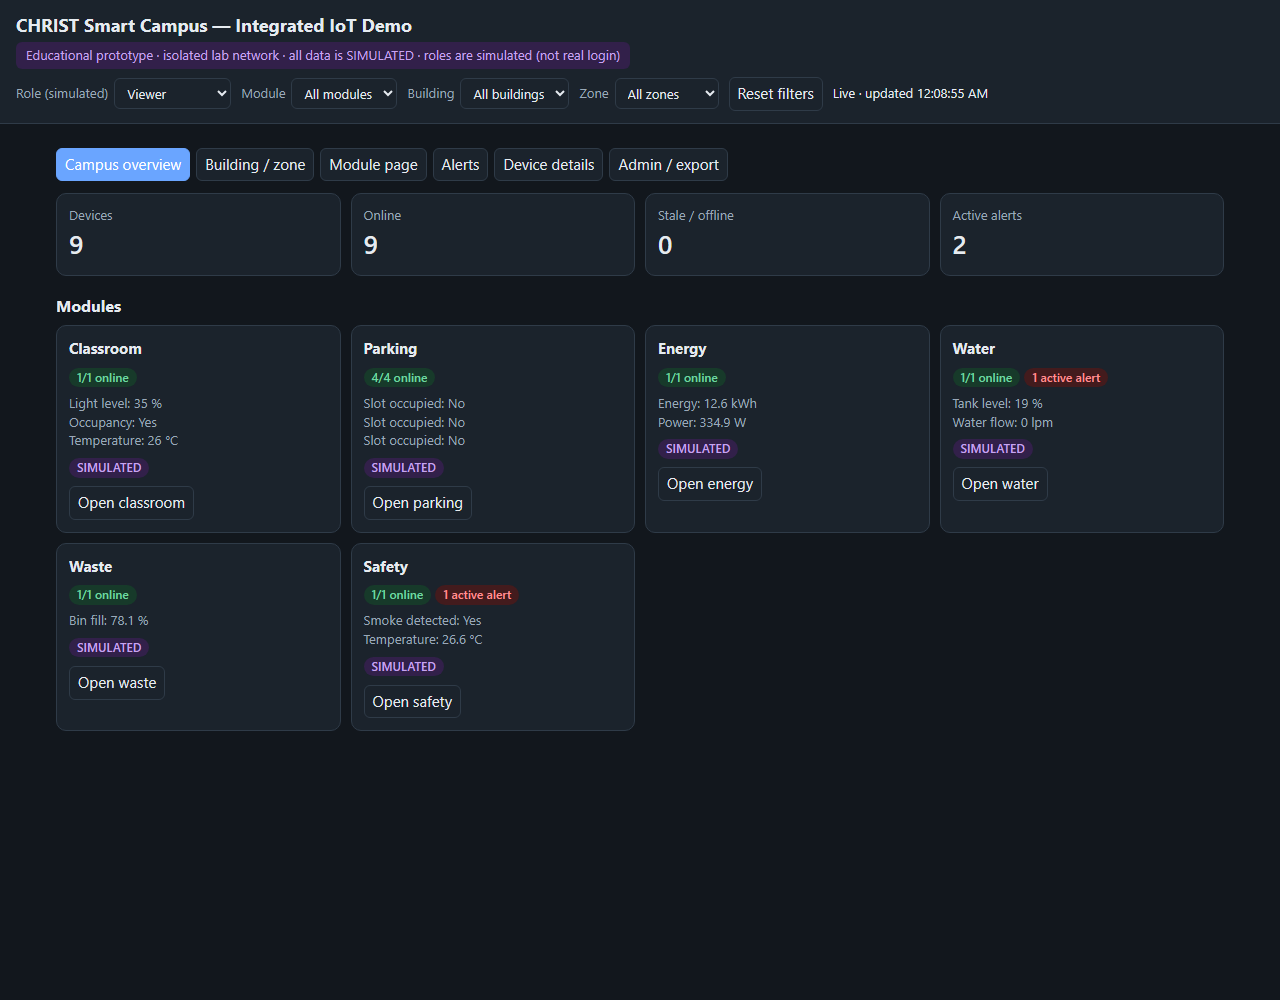 CHRIST Smart Campus — Integrated IoT Demo
Educational prototype · isolated lab network · all data is SIMULATED · roles are simulated (not real login)
Role (simulated) Viewer Module All modules Building All buildings Zone All zones Reset filters Live · updated 12:08:55 AM
Campus overview Building / zone Module page Alerts Device details Admin / export
Devices
9
Online
9
Stale / offline
0
Active alerts
2
Modules
Classroom
1/1 online
Light level: 35 %
Occupancy: Yes
Temperature: 26 °C
SIMULATED
Open classroom
Parking
4/4 online
Slot occupied: No
Slot occupied: No
Slot occupied: No
SIMULATED
Open parking
Energy
1/1 online
Energy: 12.6 kWh
Power: 334.9 W
SIMULATED
Open energy
Water
1/1 online 1 active alert
Tank level: 19 %
Water flow: 0 lpm
SIMULATED
Open water
Waste
1/1 online
Bin fill: 78.1 %
SIMULATED
Open waste
Safety
1/1 online 1 active alert
Smoke detected: Yes
Temperature: 26.6 °C
SIMULATED
Open safety